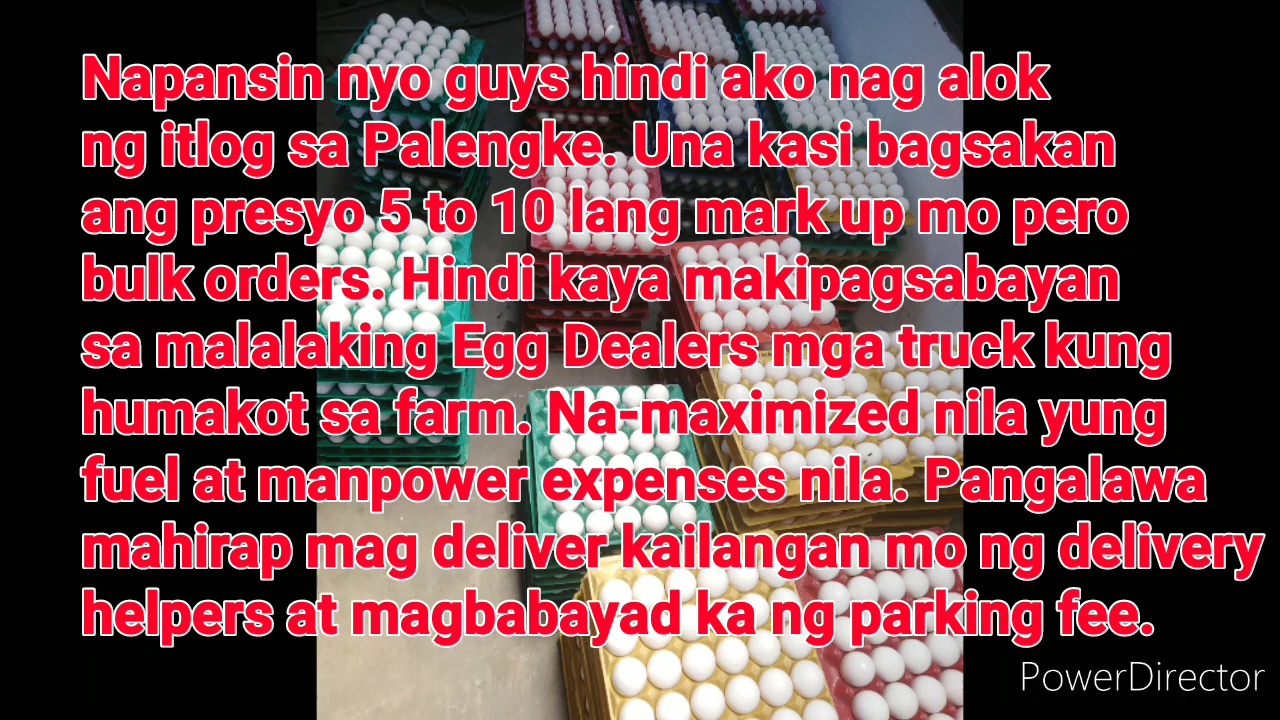 Napansin nyo guys hindi ako nag alok
ng itlog sa Palengke. Una kasi bagsakan
ang presyo 5 to 10 lang mark up mo pero
bulk orders. Hindi kaya makipagsabayan
sa malalaking Egg Dealers mga truck kung
humakot sa farm. Na-maximized nila yung
fuel at manpower expenses nila. Pangalawa
mahirap mag deliver kailangan mo ng delivery
helpers at magbabayad ka ng parking fee.
PowerDirector